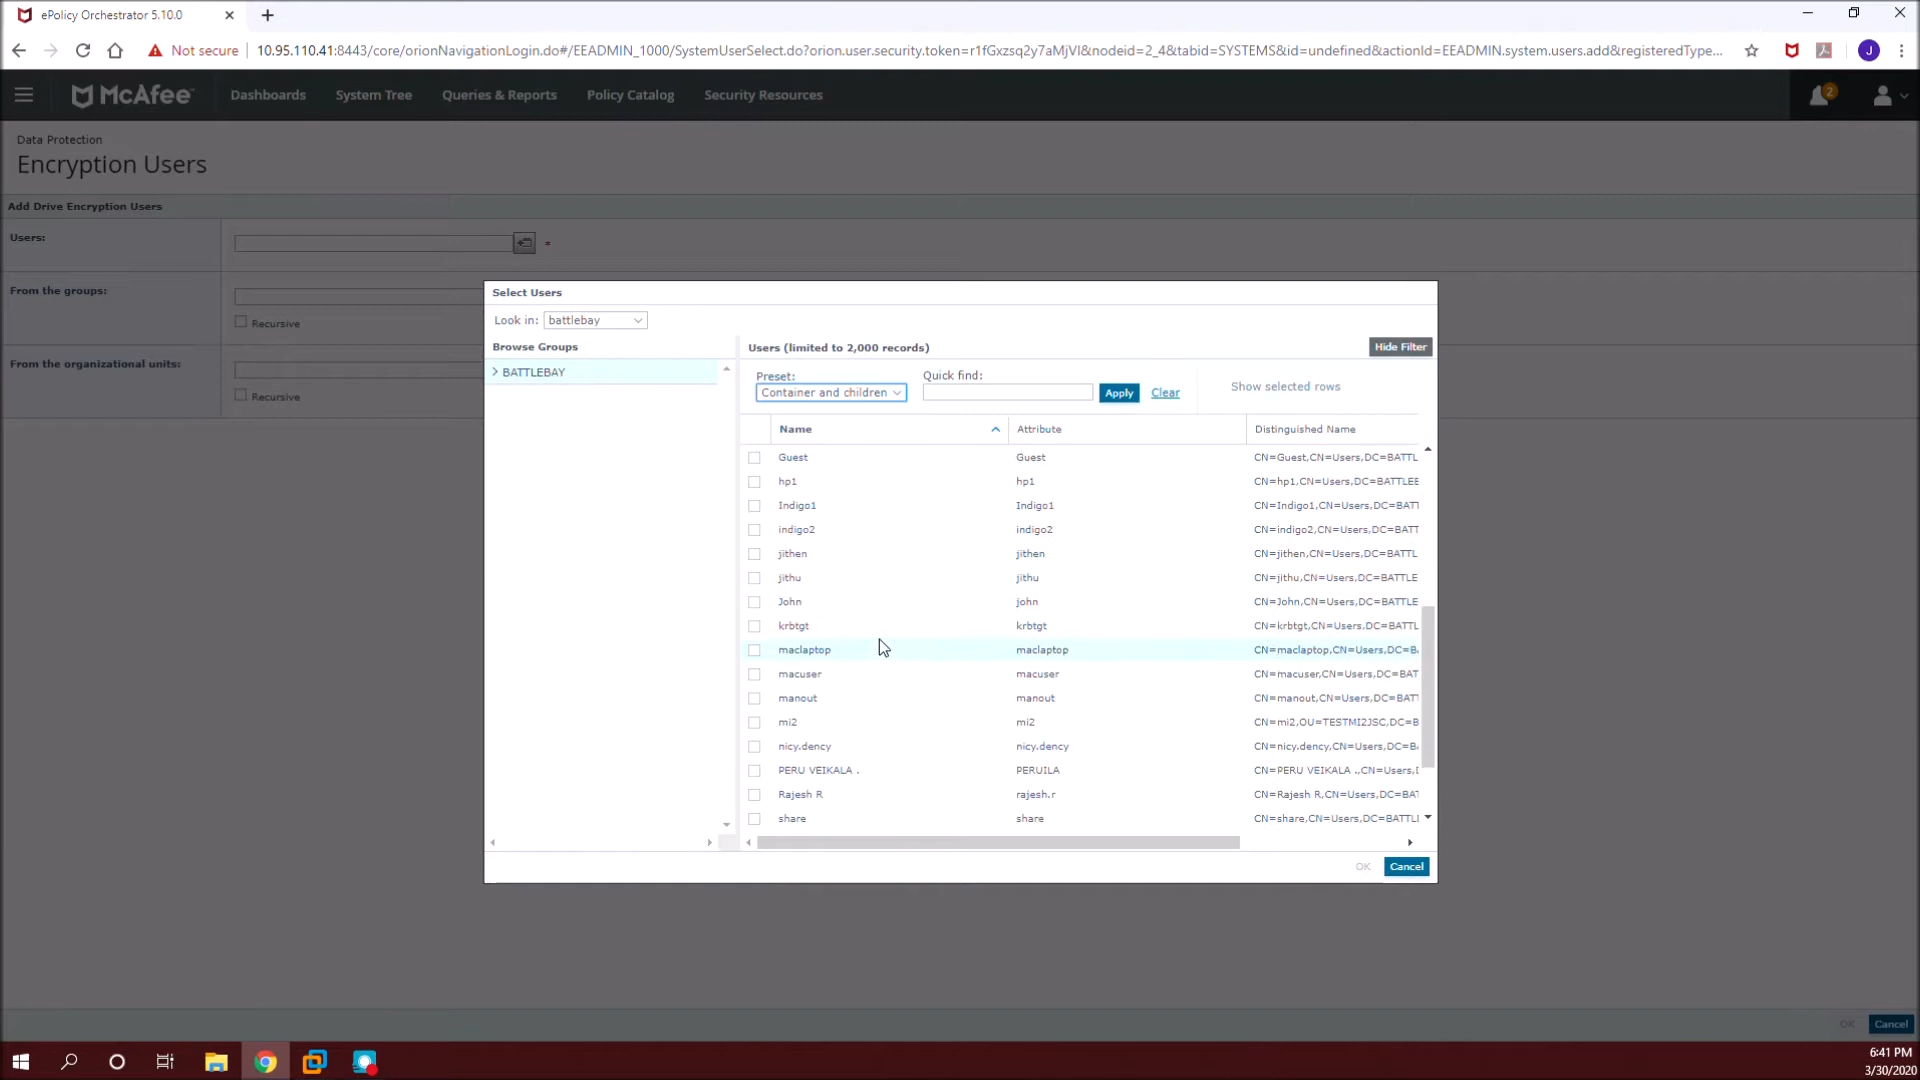 ePolicy Orchestrator 5.10.0
Not secure
10.95.110.41:8443/core/orionNavigationLogin.do#/EEADMIN_1000/SystemUserSelect.do?orion.user.security.token=r1fGxzsq2y7aMjVI&nodeid=2_4&tabid=SYSTEMS&id=undefined&actionId=EEADMIN.system.users.add&registeredType...
J
McAfee Dashboards System Tree Queries & Reports Policy Catalog Security Resources 2
Data Protection
Encryption Users
Add Drive Encryption Users
Users: *
From the groups:
Recursive
From the organizational units:
Recursive
Select Users
Look in: battlebay
Browse Groups
BATTLEBAY
Users (limited to 2,000 records) Hide Filter
Preset: Quick find:
Container and children Apply Clear Show selected rows
Name Attribute Distinguished Name
Guest Guest CN=Guest,CN=Users,DC=BATTL
hp1 hp1 CN=hp1,CN=Users,DC=BATTLEE
Indigo1 Indigo1 CN=Indigo1,CN=Users,DC=BATT
indigo2 indigo2 CN=indigo2,CN=Users,DC=BATT
jithen jithen CN=jithen,CN=Users,DC=BATTL
jithu jithu CN=jithu,CN=Users,DC=BATTLE
John john CN=John,CN=Users,DC=BATTLE
krbtgt krbtgt CN=krbtgt,CN=Users,DC=BATTL
maclaptop maclaptop CN=maclaptop,CN=Users,DC=B
macuser macuser CN=macuser,CN=Users,DC=BAT
manout manout CN=manout,CN=Users,DC=BATT
mi2 mi2 CN=mi2,OU=TESTMI2JSC,DC=B
nicy.dency nicy.dency CN=nicy.dency,CN=Users,DC=B
PERU VEIKALA . PERUILA CN=PERU VEIKALA .,CN=Users,D
Rajesh R rajesh.r CN=Rajesh R,CN=Users,DC=BAT
share share CN=share,CN=Users,DC=BATTLI
OK Cancel
OK Cancel
6:41 PM
3/30/2020